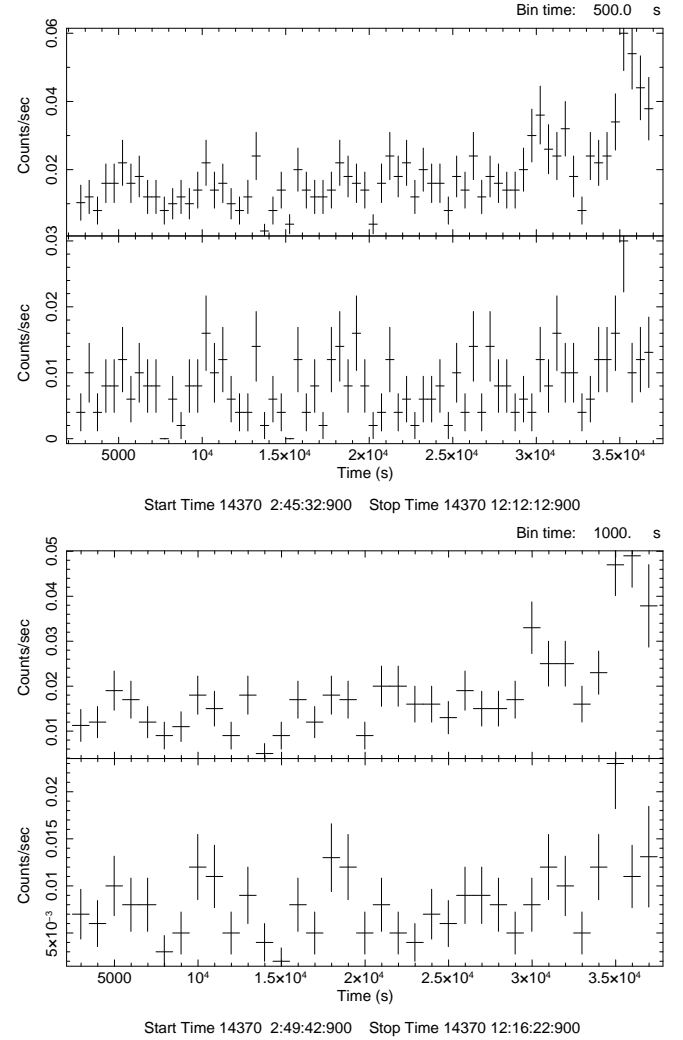 Bin time: 500.0 s
0.06
0.04
0.02
Counts/sec
0.03
0.02
0.01
0
Counts/sec
5000 10⁴ 1.5×10⁴ 2×10⁴ 2.5×10⁴ 3×10⁴ 3.5×10⁴
Time (s)
Start Time 14370 2:45:32:900 Stop Time 14370 12:12:12:900
Bin time: 1000. s
0.05
0.04
0.03
0.02
0.01
Counts/sec
0.02
0.015
0.01
5×10⁻³
Counts/sec
5000 10⁴ 1.5×10⁴ 2×10⁴ 2.5×10⁴ 3×10⁴ 3.5×10⁴
Time (s)
Start Time 14370 2:49:42:900 Stop Time 14370 12:16:22:900